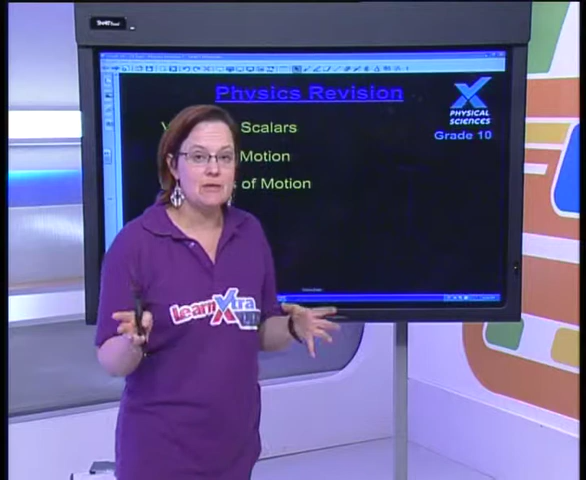 Physics Revision
PHYSICAL
SCIENCES
Grade 10
Scalars
Motion
of Motion
LearnXtra